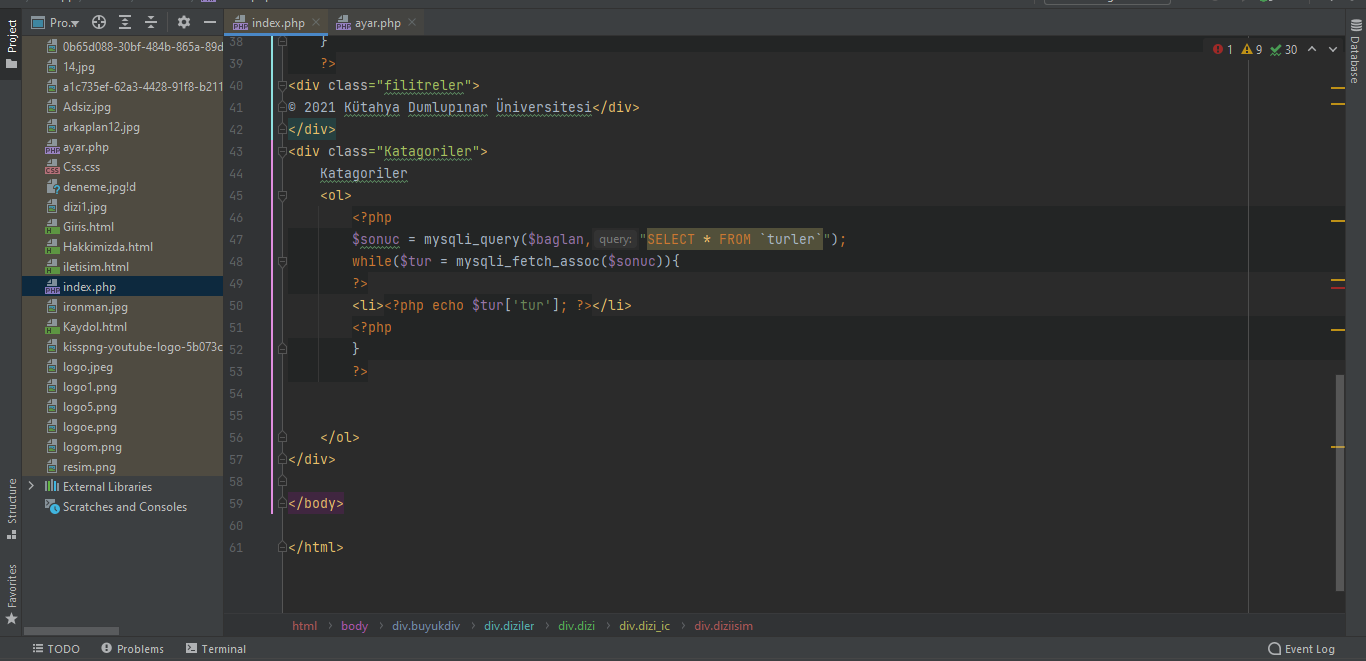 Project
Pro...
index.php
ayar.php
0b65d088-30bf-484b-865a-89d
14.jpg
a1c735ef-62a3-4428-91f8-b211
Adsiz.jpg
arkaplan12.jpg
ayar.php
Css.css
deneme.jpg!d
dizi1.jpg
Giris.html
Hakkimizda.html
iletisim.html
index.php
ironman.jpg
Kaydol.html
kisspng-youtube-logo-5b073c
logo.jpeg
logo1.png
logo5.png
logoe.png
logom.png
resim.png
External Libraries
Scratches and Consoles
Structure
Favorites
1 9 30
38 }
39 ?>
40 <div class="filitreler">
41 © 2021 Kütahya Dumlupınar Üniversitesi</div>
42 </div>
43 <div class="Katagoriler">
44 Katagoriler
45 <ol>
46 <?php
47 $sonuc = mysqli_query($baglan, query: "SELECT * FROM `turler`");
48 while($tur = mysqli_fetch_assoc($sonuc)){
49 ?>
50 <li><?php echo $tur['tur']; ?></li>
51 <?php
52 }
53 ?>
54
55
56 </ol>
57 </div>
58
59 </body>
60
61 </html>
Database
html > body > div.buyukdiv > div.diziler > div.dizi > div.dizi_ic > div.diziisim
TODO Problems Terminal Event Log